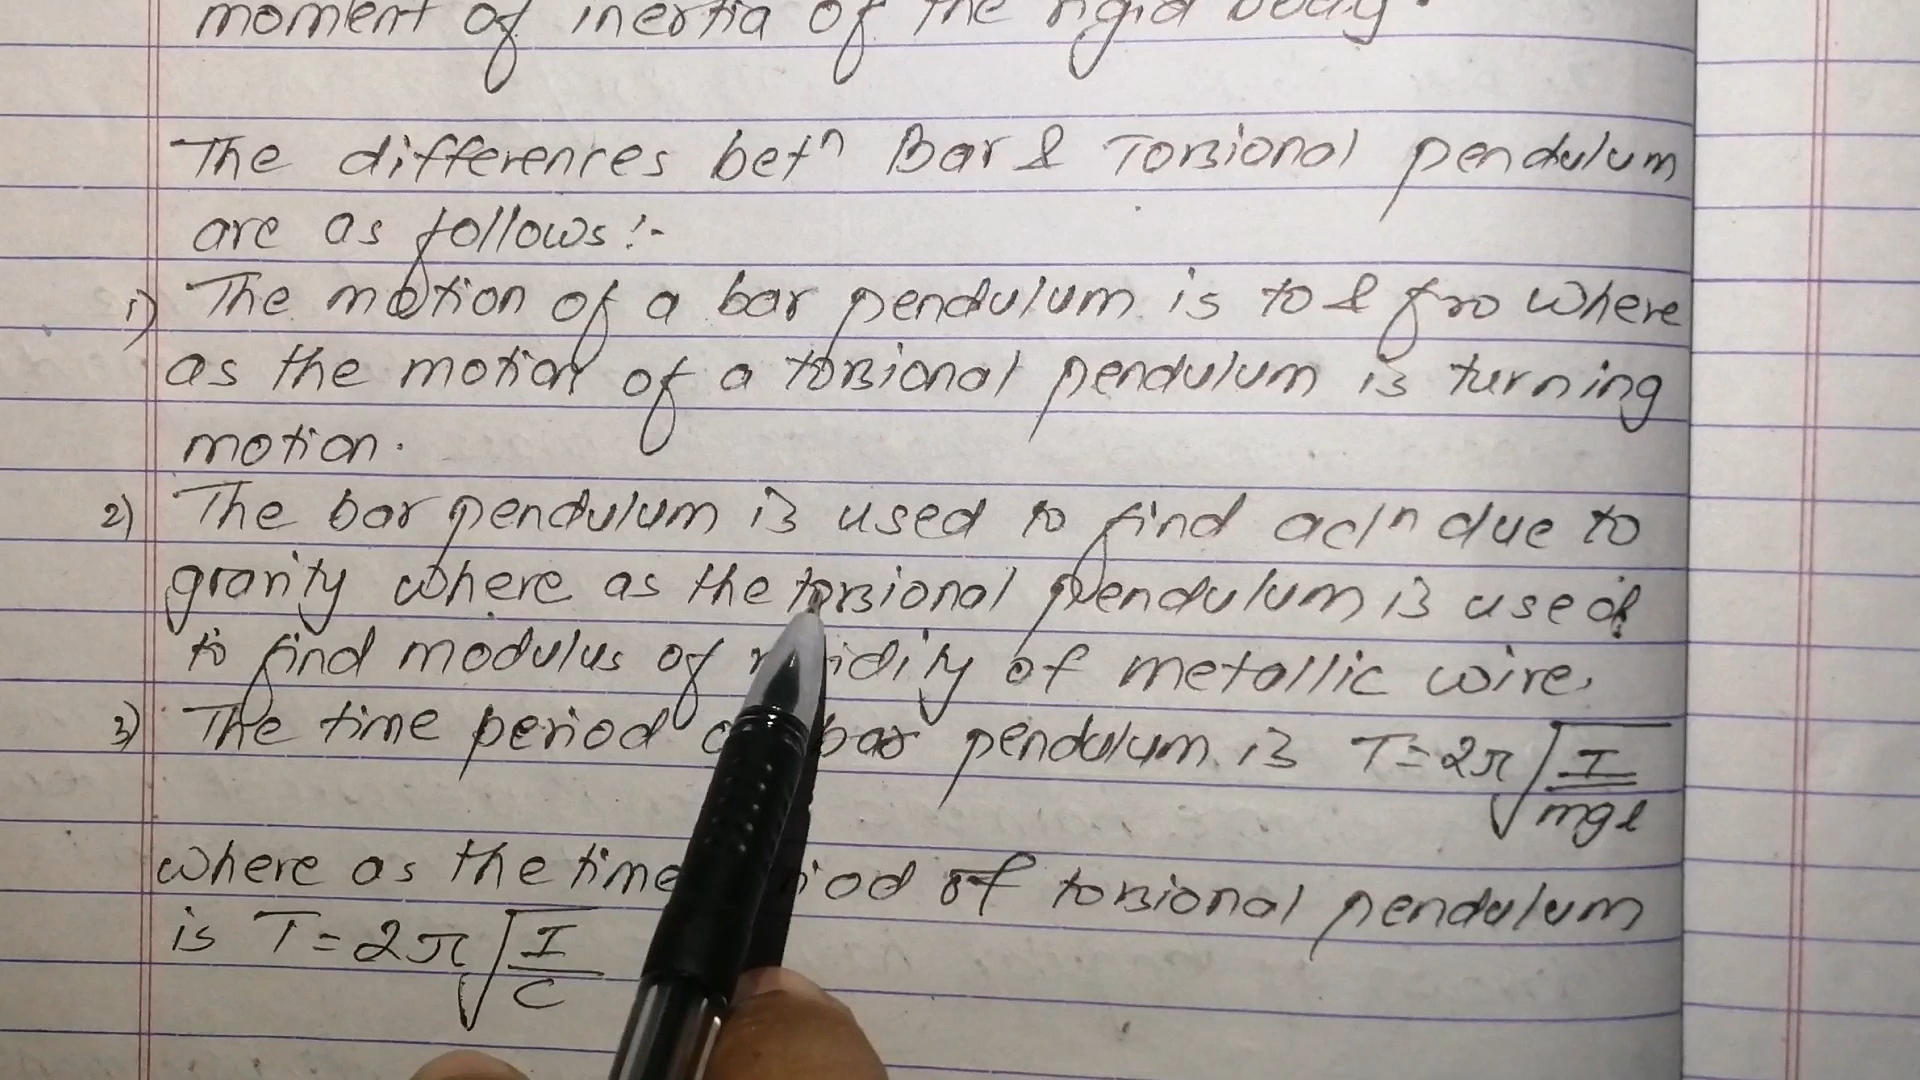 moment of inertia of the rigid body.
The differences betⁿ Bar & Torsional pendulum
are as follows:-
1) The motion of a bar pendulum is to & fro where
as the motion of a torsional pendulum is turning
motion.
2) The bar pendulum is used to find aclⁿ due to
gravity where as the torsional pendulum is used
to find modulus of of metallic wire.
3) The time period bar pendulum is T=2π√(I/mgl)
where as the time of torsional pendulum
is T=2π√(I/C)